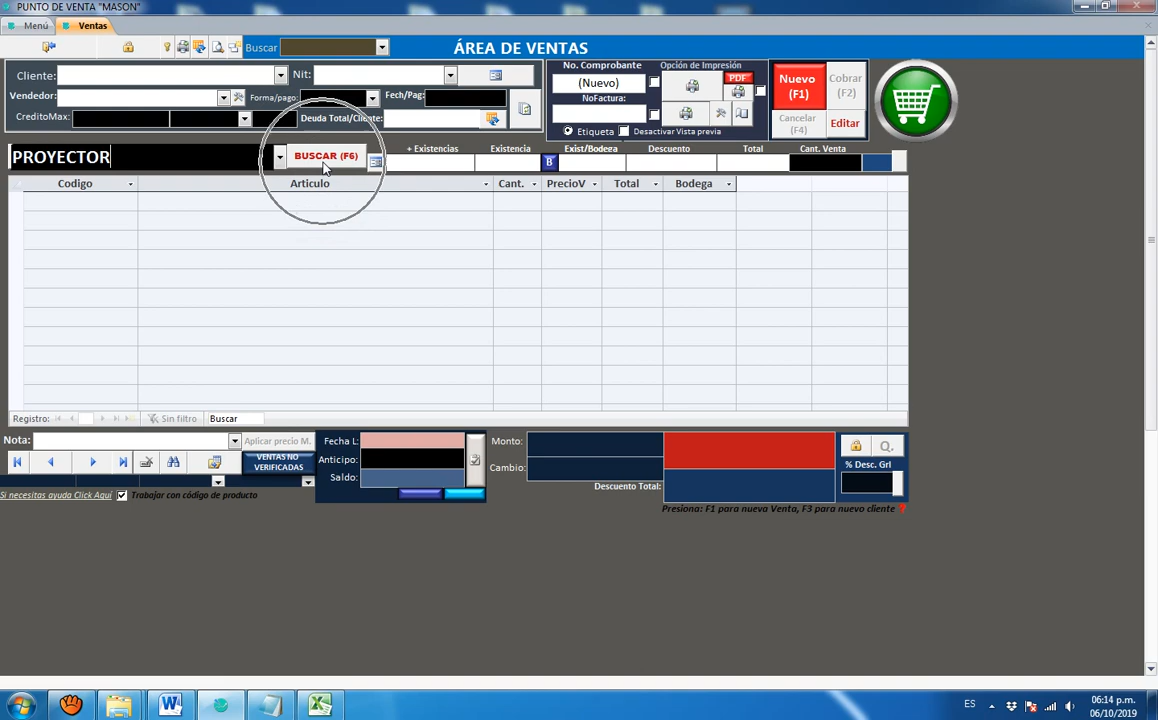 PUNTO DE VENTA "MASON"
Menú
Ventas
Buscar
ÁREA DE VENTAS
Cliente:
Nit:
Vendedor:
Forma/pago:
Fech/Pag:
CreditoMax:
Deuda Total/Cliente:
No. Comprobante
(Nuevo)
NoFactura:
Opción de Impresión
PDF
Etiqueta
Desactivar Vista previa
Nuevo
(F1)
Cobrar
(F2)
Cancelar
(F4)
Editar
PROYECTOR
BUSCAR (F6)
+ Existencias
Existencia
Exist/Bodega
Descuento
Total
Cant. Venta
B
Codigo
Articulo
Cant.
PrecioV
Total
Bodega
Registro:
Sin filtro
Buscar
Nota:
Aplicar precio M.
VENTAS NO
VERIFICADAS
Fecha L:
Anticipo:
Saldo:
Monto:
Cambio:
Descuento Total:
Q.
% Desc. Grl
Si necesitas ayuda Click Aquí
Trabajar con código de producto
Presiona: F1 para nueva Venta, F3 para nuevo cliente ?
ES
06:14 p.m.
06/10/2019